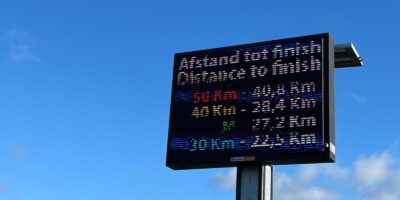 Afstand tot finish
Distance to finish
50 Km - 40,8 Km
40 Km - 28,4 Km
27,2 Km
30 Km - 22,5 Km